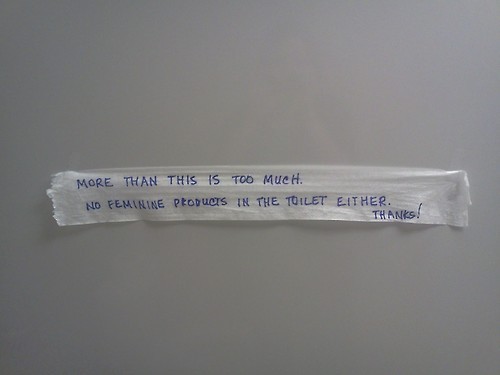 MORE THAN THIS IS TOO MUCH.
NO FEMININE PRODUCTS IN THE TOILET EITHER.
THANKS!